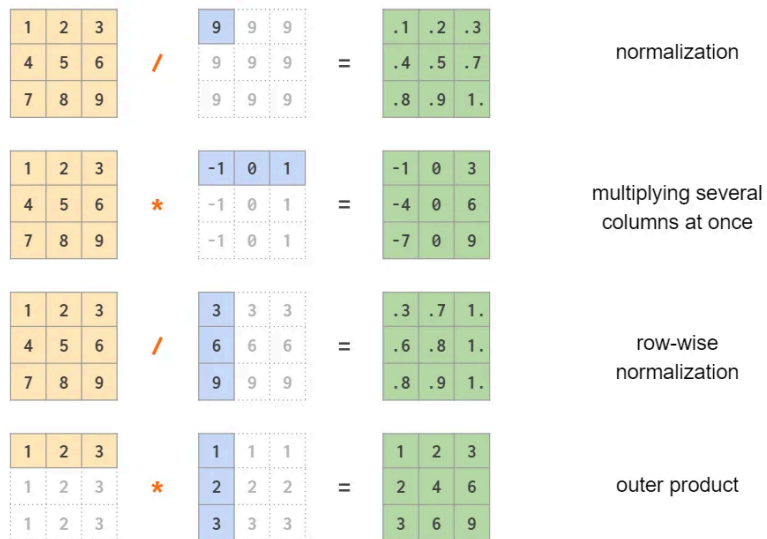 1 2 3 9 9 9 .1 .2 .3
4 5 6 / 9 9 9 = .4 .5 .7 normalization
7 8 9 9 9 9 .8 .9 1.
1 2 3 -1 0 1 -1 0 3
4 5 6 * -1 0 1 = -4 0 6 multiplying several
columns at once
7 8 9 -1 0 1 -7 0 9
1 2 3 3 3 3 .3 .7 1.
4 5 6 / 6 6 6 = .6 .8 1. row-wise
normalization
7 8 9 9 9 9 .8 .9 1.
1 2 3 1 1 1 1 2 3
1 2 3 * 2 2 2 = 2 4 6 outer product
1 2 3 3 3 3 3 6 9